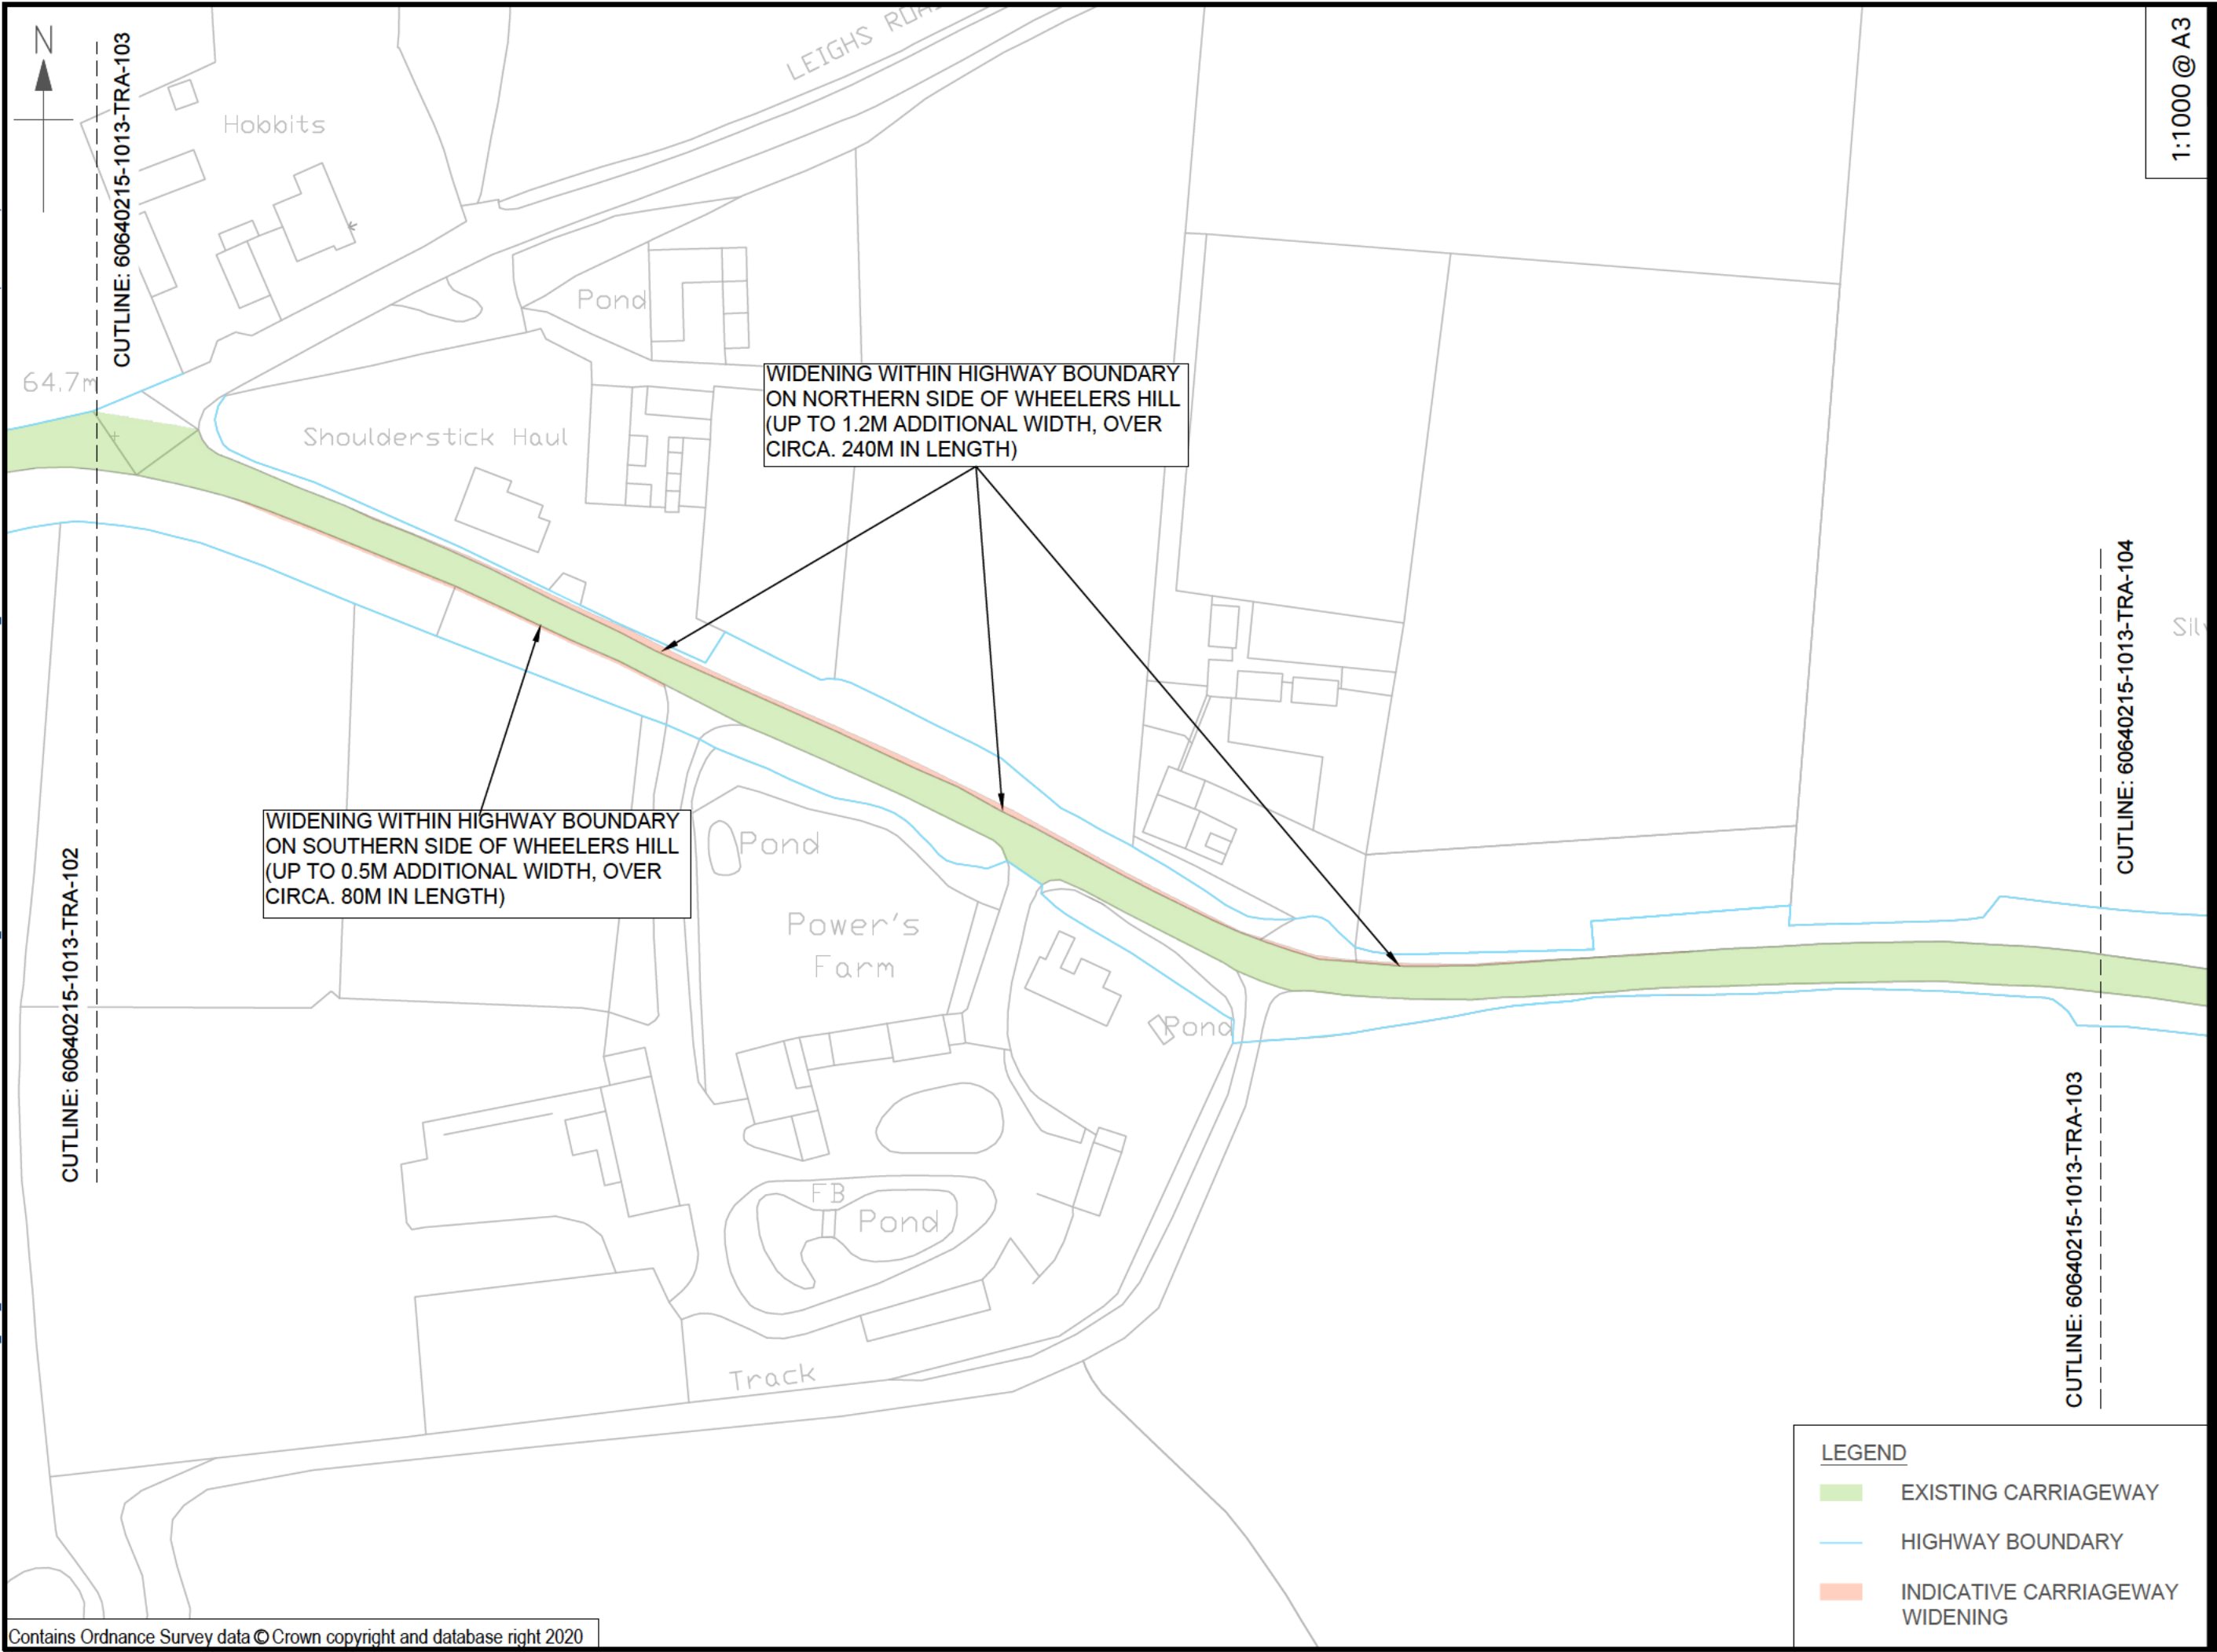 N
CUTLINE: 60640215-1013-TRA-103
LEIGHS
1:1000 @ A3
Hobbits
Pond
64.7m
Shoulderstick Haul
WIDENING WITHIN HIGHWAY BOUNDARY
ON NORTHERN SIDE OF WHEELERS HILL
(UP TO 1.2M ADDITIONAL WIDTH, OVER
CIRCA. 240M IN LENGTH)
CUTLINE: 60640215-1013-TRA-104
WIDENING WITHIN HIGHWAY BOUNDARY
ON SOUTHERN SIDE OF WHEELERS HILL
(UP TO 0.5M ADDITIONAL WIDTH, OVER
CIRCA. 80M IN LENGTH)
CUTLINE: 60640215-1013-TRA-102
Pond
Power's
Farm
Pond
FB
Pond
CUTLINE: 60640215-1013-TRA-103
Track
LEGEND
EXISTING CARRIAGEWAY
HIGHWAY BOUNDARY
INDICATIVE CARRIAGEWAY
WIDENING
Contains Ordnance Survey data © Crown copyright and database right 2020